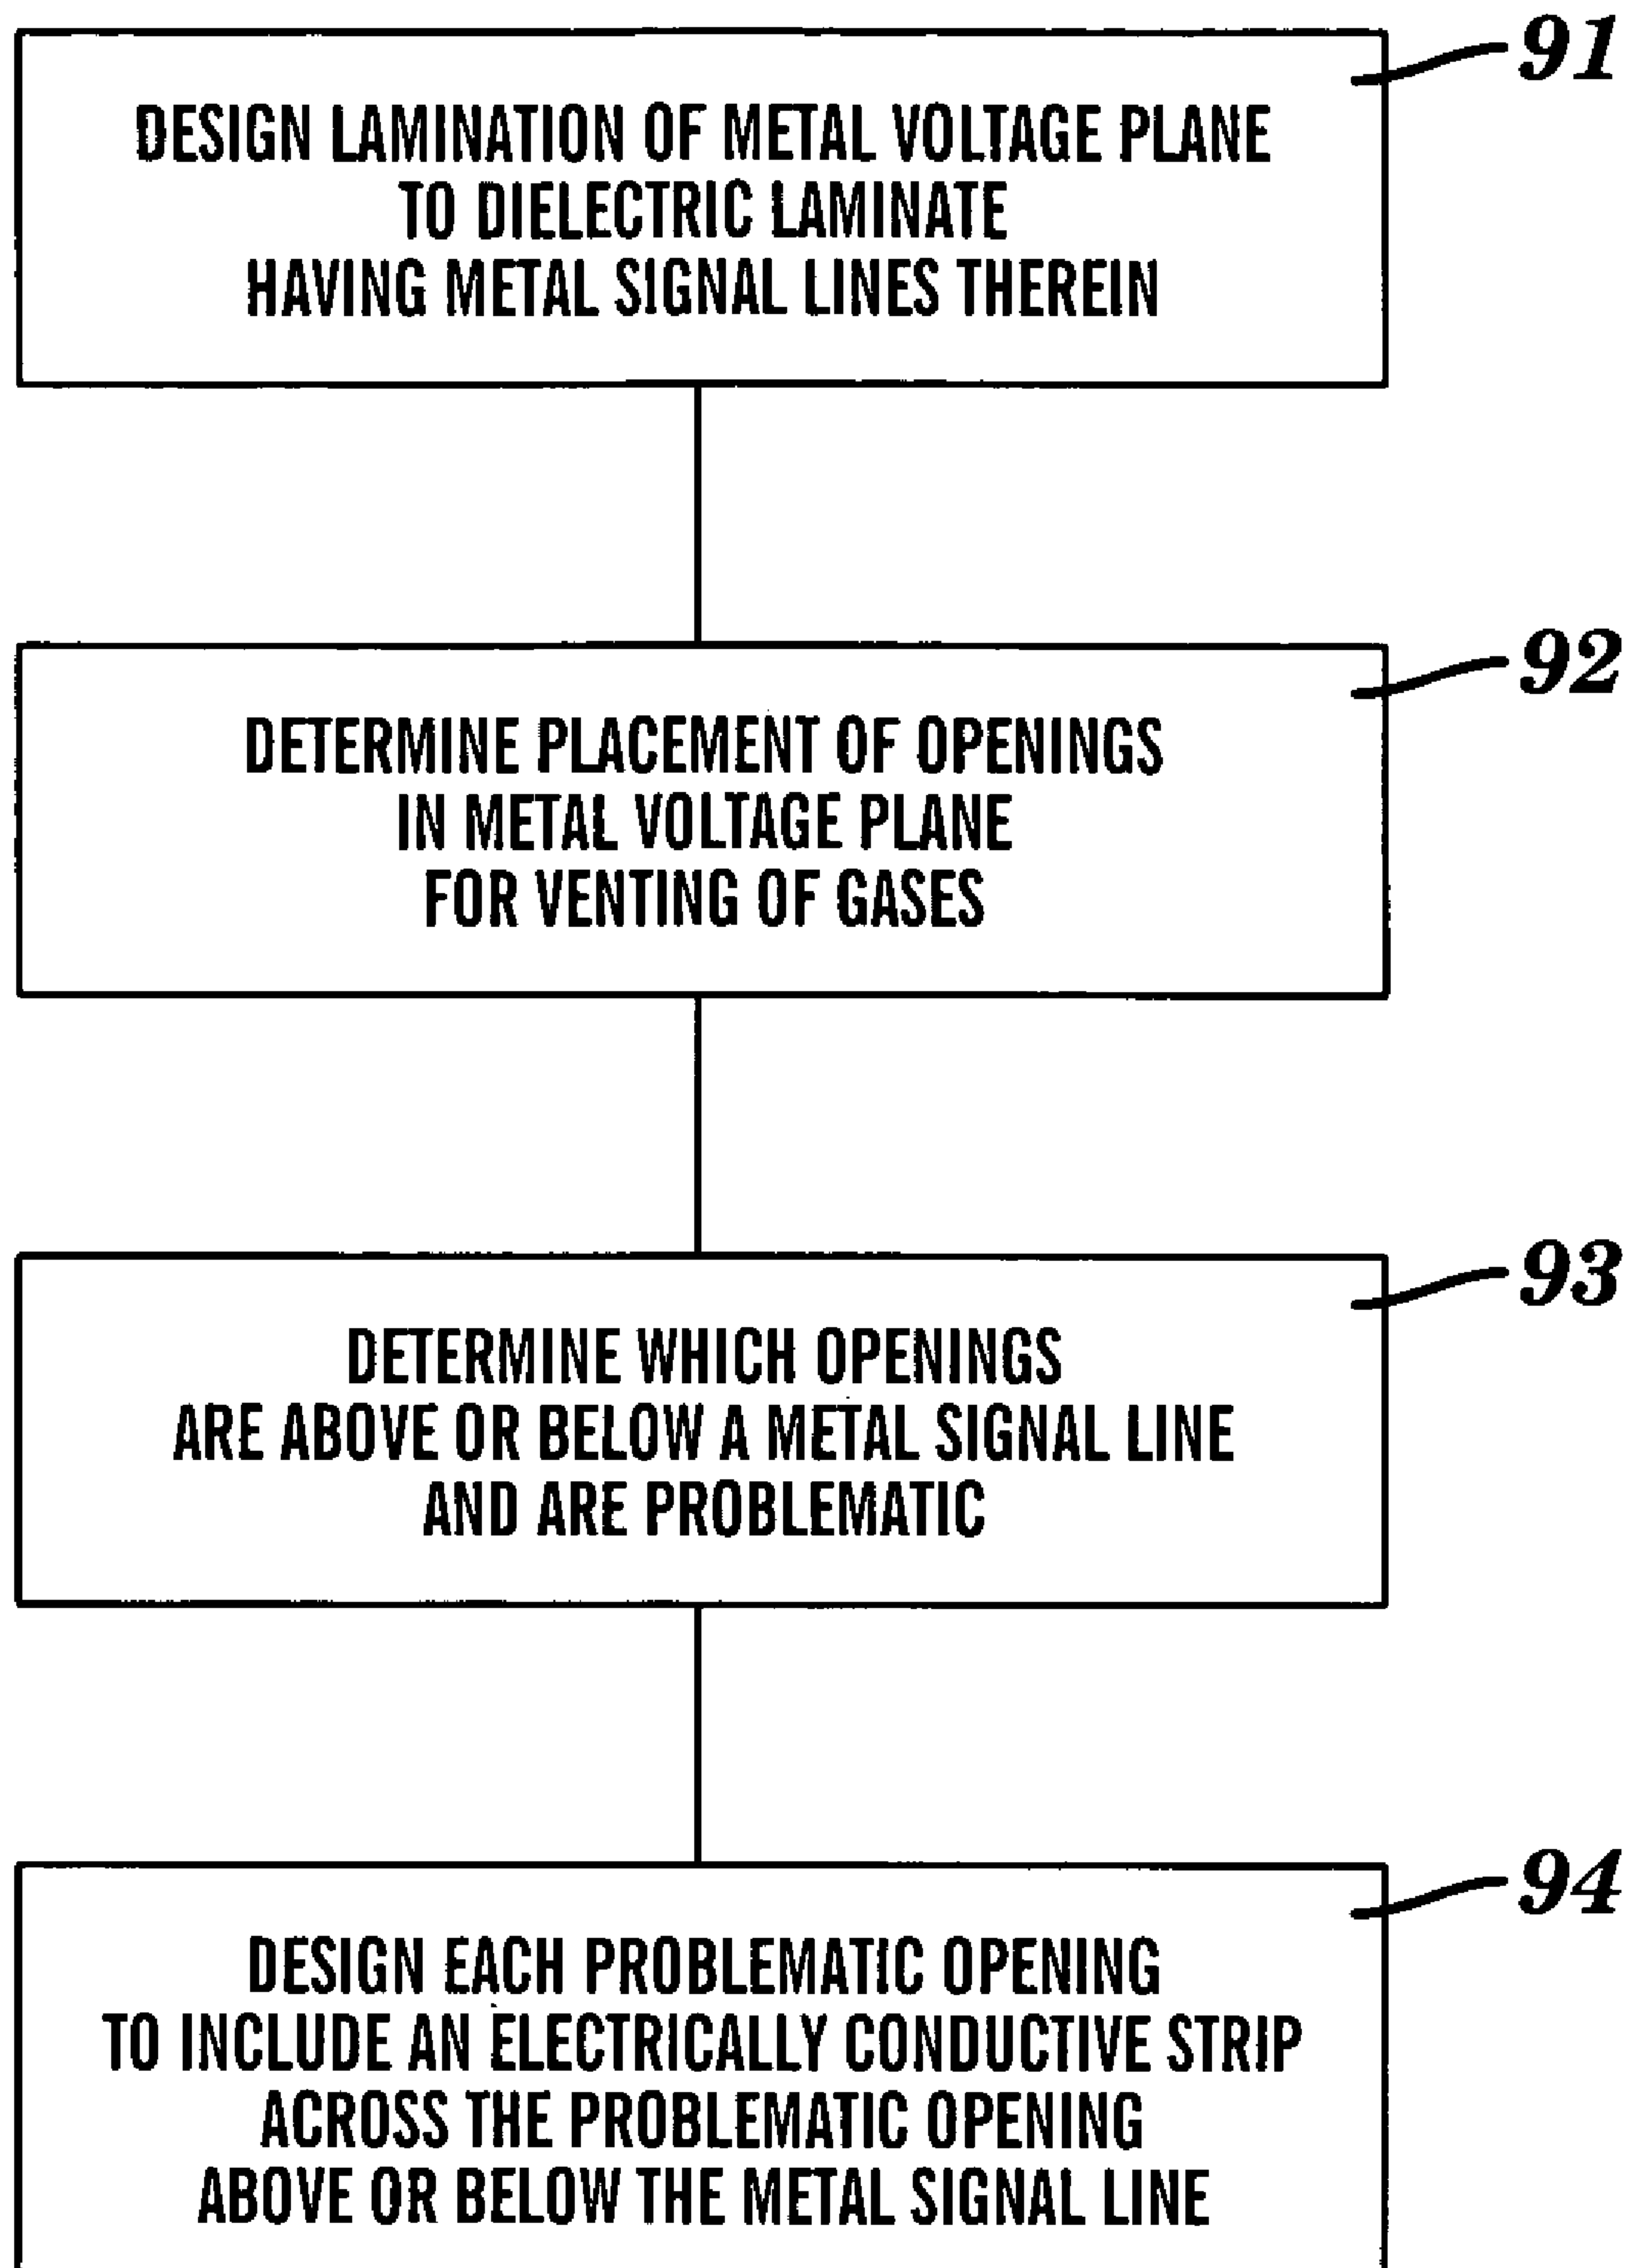 91
DESIGN LAMINATION OF METAL VOLTAGE PLANE
TO DIELECTRIC LAMINATE
HAVING METAL SIGNAL LINES THEREIN
92
DETERMINE PLACEMENT OF OPENINGS
IN METAL VOLTAGE PLANE
FOR VENTING OF GASES
93
DETERMINE WHICH OPENINGS
ARE ABOVE OR BELOW A METAL SIGNAL LINE
AND ARE PROBLEMATIC
94
DESIGN EACH PROBLEMATIC OPENING
TO INCLUDE AN ELECTRICALLY CONDUCTIVE STRIP
ACROSS THE PROBLEMATIC OPENING
ABOVE OR BELOW THE METAL SIGNAL LINE